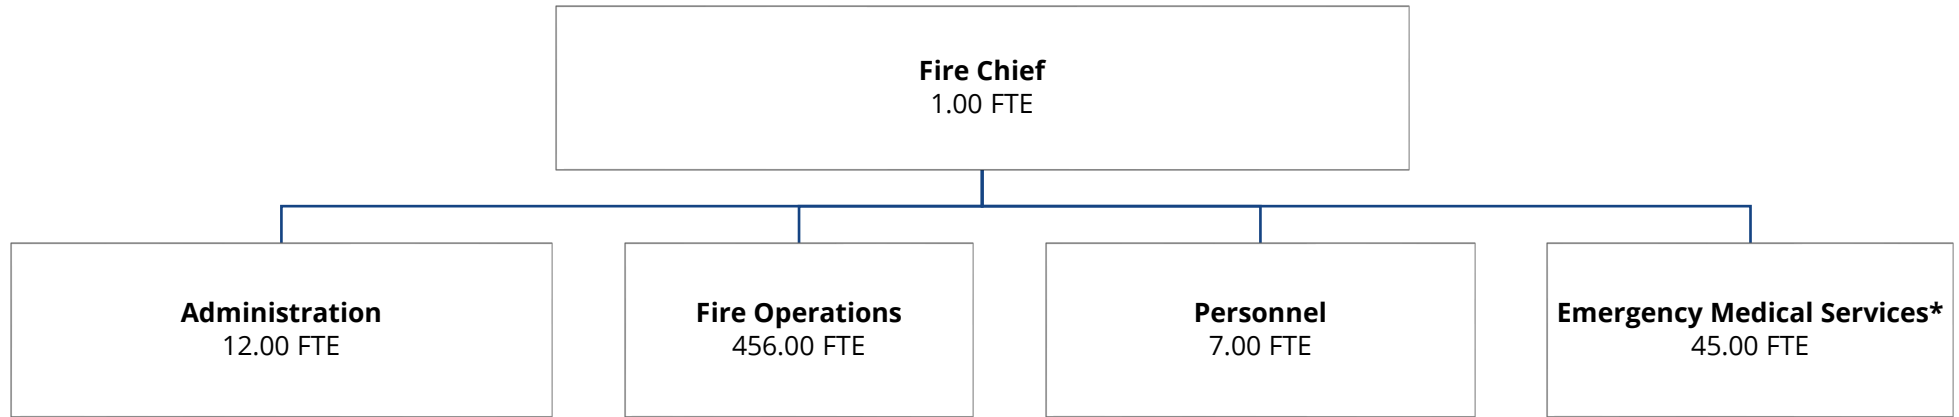 Fire Chief
1.00 FTE
Administration
12.00 FTE
Fire Operations
456.00 FTE
Personnel
7.00 FTE
Emergency Medical Services*
45.00 FTE